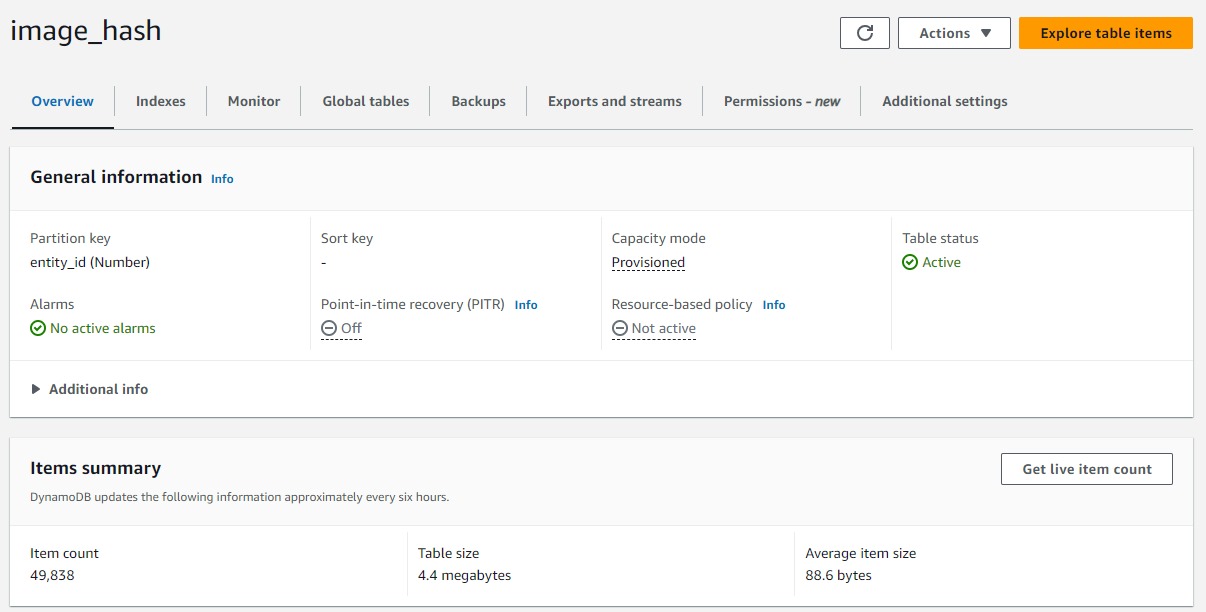 image_hash
Actions
Explore table items
Overview
Indexes
Monitor
Global tables
Backups
Exports and streams
Permissions - new
Additional settings
General information Info
Partition key
entity_id (Number)
Sort key
-
Capacity mode
Provisioned
Table status
Active
Alarms
No active alarms
Point-in-time recovery (PITR) Info
Off
Resource-based policy Info
Not active
Additional info
Items summary
Get live item count
DynamoDB updates the following information approximately every six hours.
Item count
49,838
Table size
4.4 megabytes
Average item size
88.6 bytes